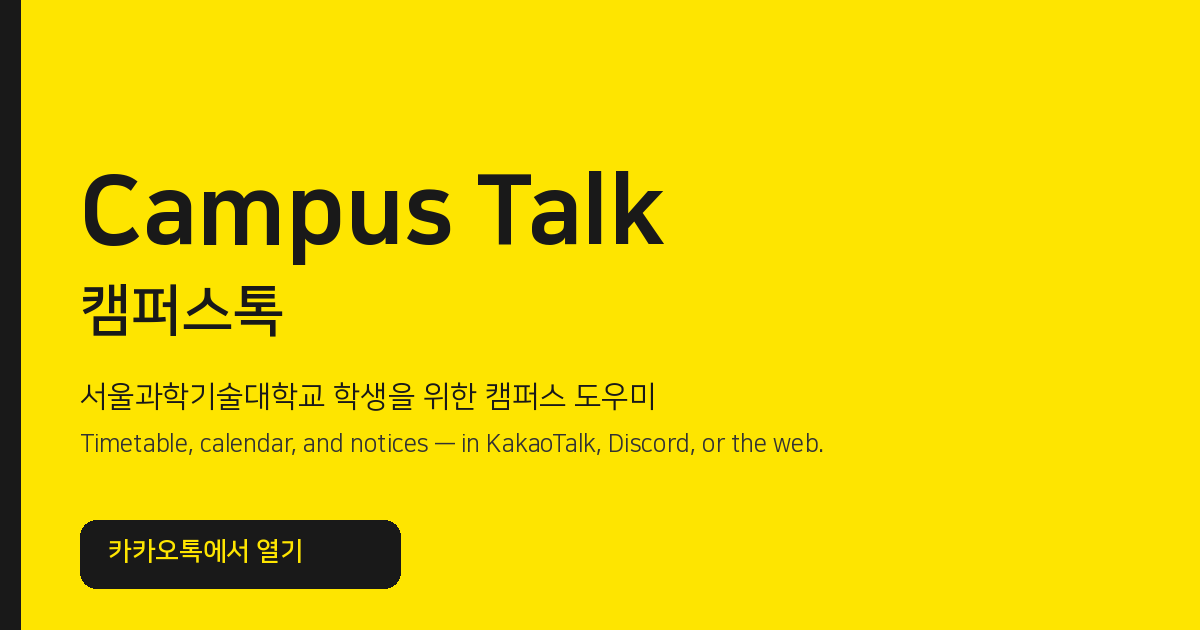 Campus Talk
캠퍼스톡
서울과학기술대학교 학생을 위한 캠퍼스 도우미
Timetable, calendar, and notices — in KakaoTalk, Discord, or the web.
카카오톡에서 열기